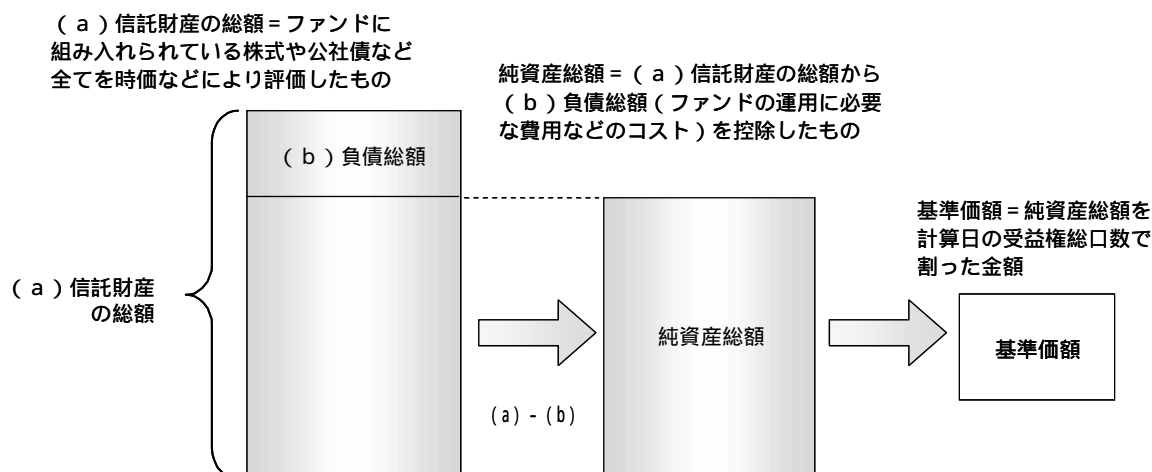 （ａ）信託財産の総額＝ファンドに
組み入れられている株式や公社債など
全てを時価などにより評価したもの
純資産総額＝（ａ）信託財産の総額から
（ｂ）負債総額（ファンドの運用に必要
な費用などのコスト）を控除したもの
（ｂ）負債総額
基準価額＝純資産総額を
計算日の受益権総口数で
割った金額
（ａ）信託財産
の総額
純資産総額
基準価額
(a) - (b)